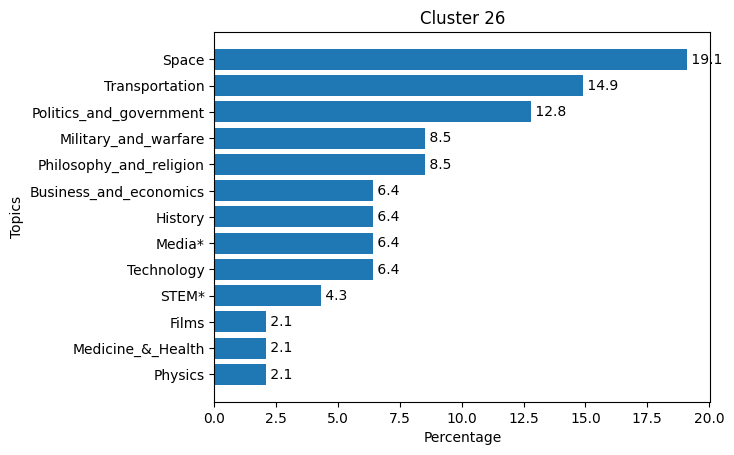 Cluster 26
Topics
Space 19.1
Transportation 14.9
Politics_and_government 12.8
Military_and_warfare 8.5
Philosophy_and_religion 8.5
Business_and_economics 6.4
History 6.4
Media* 6.4
Technology 6.4
STEM* 4.3
Films 2.1
Medicine_&_Health 2.1
Physics 2.1
0.0 2.5 5.0 7.5 10.0 12.5 15.0 17.5 20.0
Percentage